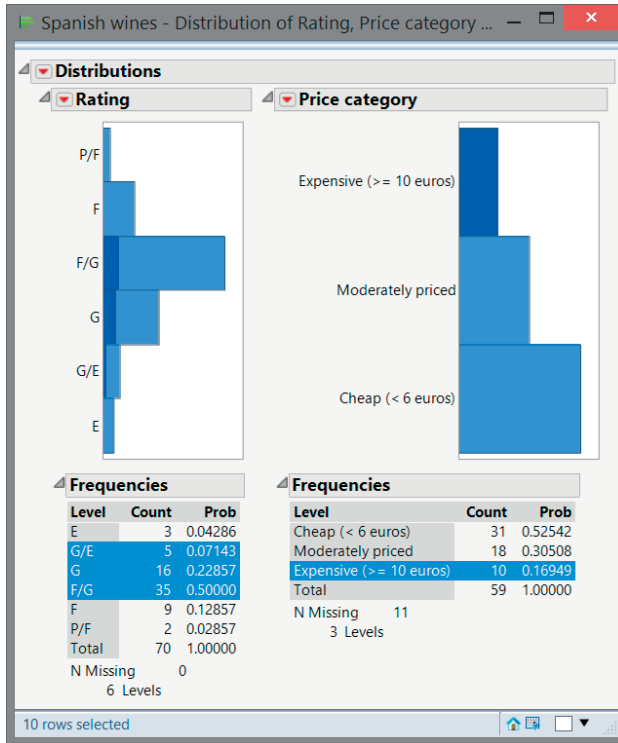 Spanish wines - Distribution of Rating, Price category ...
Distributions
Rating
P/F
F
F/G
G
G/E
E
Frequencies
Level Count Prob
E 3 0.04286
G/E 5 0.07143
G 16 0.22857
F/G 35 0.50000
F 9 0.12857
P/F 2 0.02857
Total 70 1.00000
N Missing 0
6 Levels
Price category
Expensive (>= 10 euros)
Moderately priced
Cheap (< 6 euros)
Frequencies
Level Count Prob
Cheap (< 6 euros) 31 0.52542
Moderately priced 18 0.30508
Expensive (>= 10 euros) 10 0.16949
Total 59 1.00000
N Missing 11
3 Levels
10 rows selected